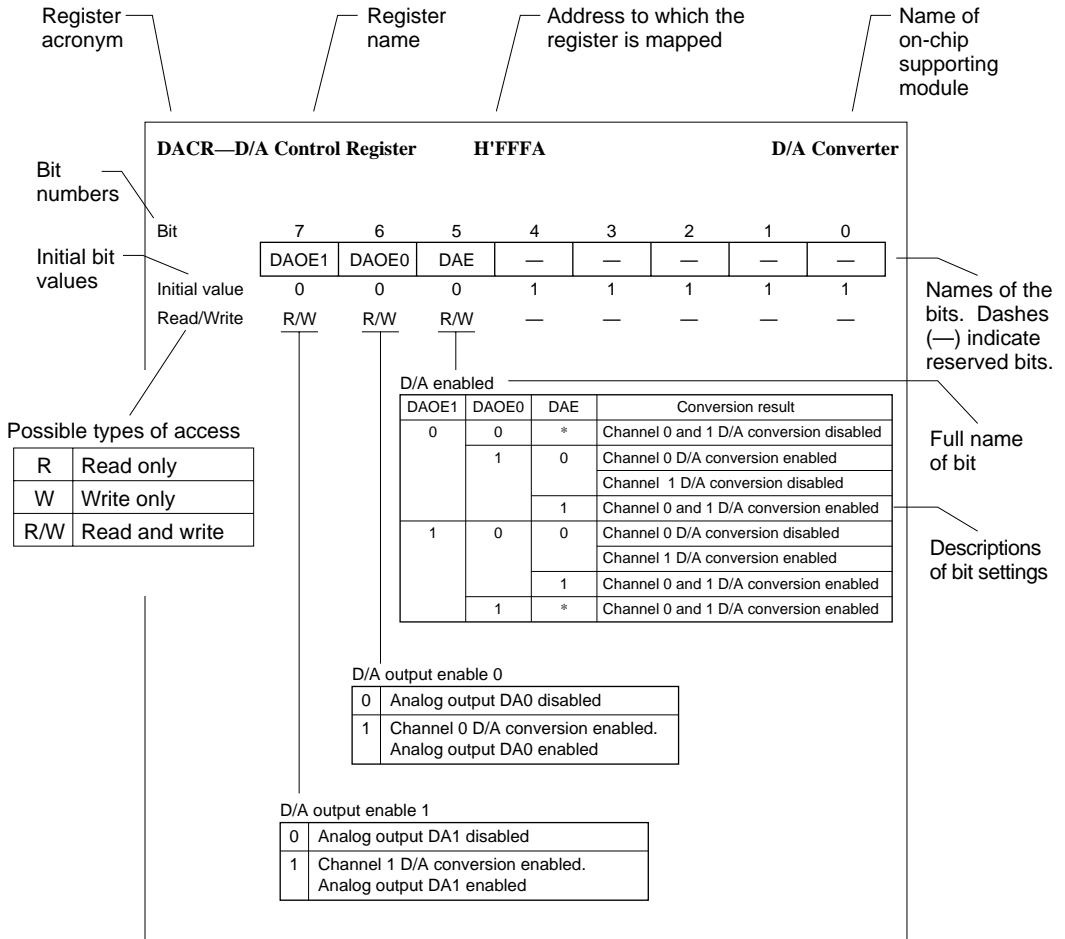 Register acronym
Register name
Address to which the register is mapped
Name of on-chip supporting module
DACR—D/A Control Register H'FFFA D/A Converter
Bit numbers
Bit 7 6 5 4 3 2 1 0
Initial bit values
DAOE1 DAOE0 DAE — — — — —
Initial value 0 0 0 1 1 1 1 1
Read/Write R/W R/W R/W — — — — —
Names of the bits. Dashes (—) indicate reserved bits.
Possible types of access
R Read only
W Write only
R/W Read and write
D/A enabled
DAOE1 DAOE0 DAE Conversion result
0 0 * Channel 0 and 1 D/A conversion disabled
1 0 Channel 0 D/A conversion enabled
Channel 1 D/A conversion disabled
1 Channel 0 and 1 D/A conversion enabled
1 0 0 Channel 0 D/A conversion disabled
Channel 1 D/A conversion enabled
1 Channel 0 and 1 D/A conversion enabled
1 * Channel 0 and 1 D/A conversion enabled
Full name of bit
Descriptions of bit settings
D/A output enable 0
0 Analog output DA0 disabled
1 Channel 0 D/A conversion enabled.
Analog output DA0 enabled
D/A output enable 1
0 Analog output DA1 disabled
1 Channel 1 D/A conversion enabled.
Analog output DA1 enabled